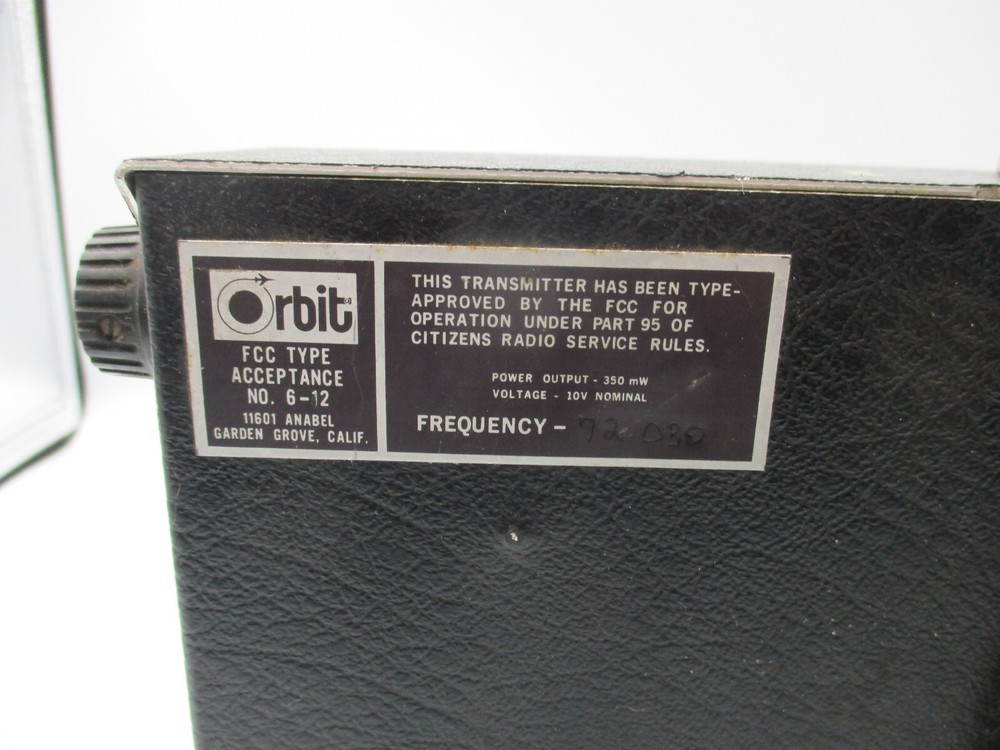 Orbit
FCC TYPE
ACCEPTANCE
NO. 6-12
11601 ANABEL
GARDEN GROVE, CALIF.
THIS TRANSMITTER HAS BEEN TYPE-
APPROVED BY THE FCC FOR
OPERATION UNDER PART 95 OF
CITIZENS RADIO SERVICE RULES.
POWER OUTPUT - 350 mW
VOLTAGE - 10V NOMINAL
FREQUENCY - 72.080